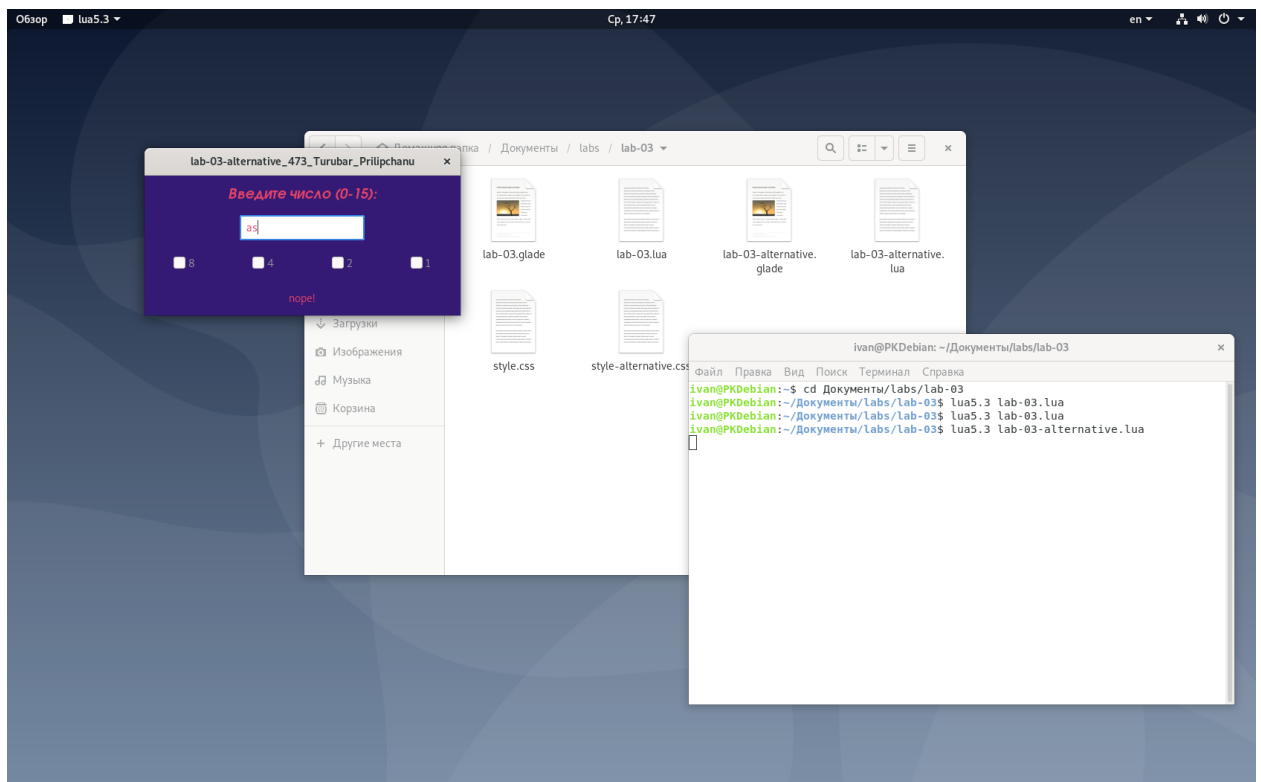 Обзор lua5.3 Ср, 17:47 en
Домашняя папка / Документы / labs / lab-03
lab-03-alternative_473_Turubar_Prilipchanu
Введите число (0-15):
as
8 4 2 1
nope!
lab-03.glade lab-03.lua lab-03-alternative. lab-03-alternative.
glade lua
style.css style-alternative.css
Загрузки
Изображения
Музыка
Корзина
+ Другие места
ivan@PKDebian: ~/Документы/labs/lab-03
Файл Правка Вид Поиск Терминал Справка
ivan@PKDebian:~$ cd Документы/labs/lab-03
ivan@PKDebian:~/Документы/labs/lab-03$ lua5.3 lab-03.lua
ivan@PKDebian:~/Документы/labs/lab-03$ lua5.3 lab-03.lua
ivan@PKDebian:~/Документы/labs/lab-03$ lua5.3 lab-03-alternative.lua